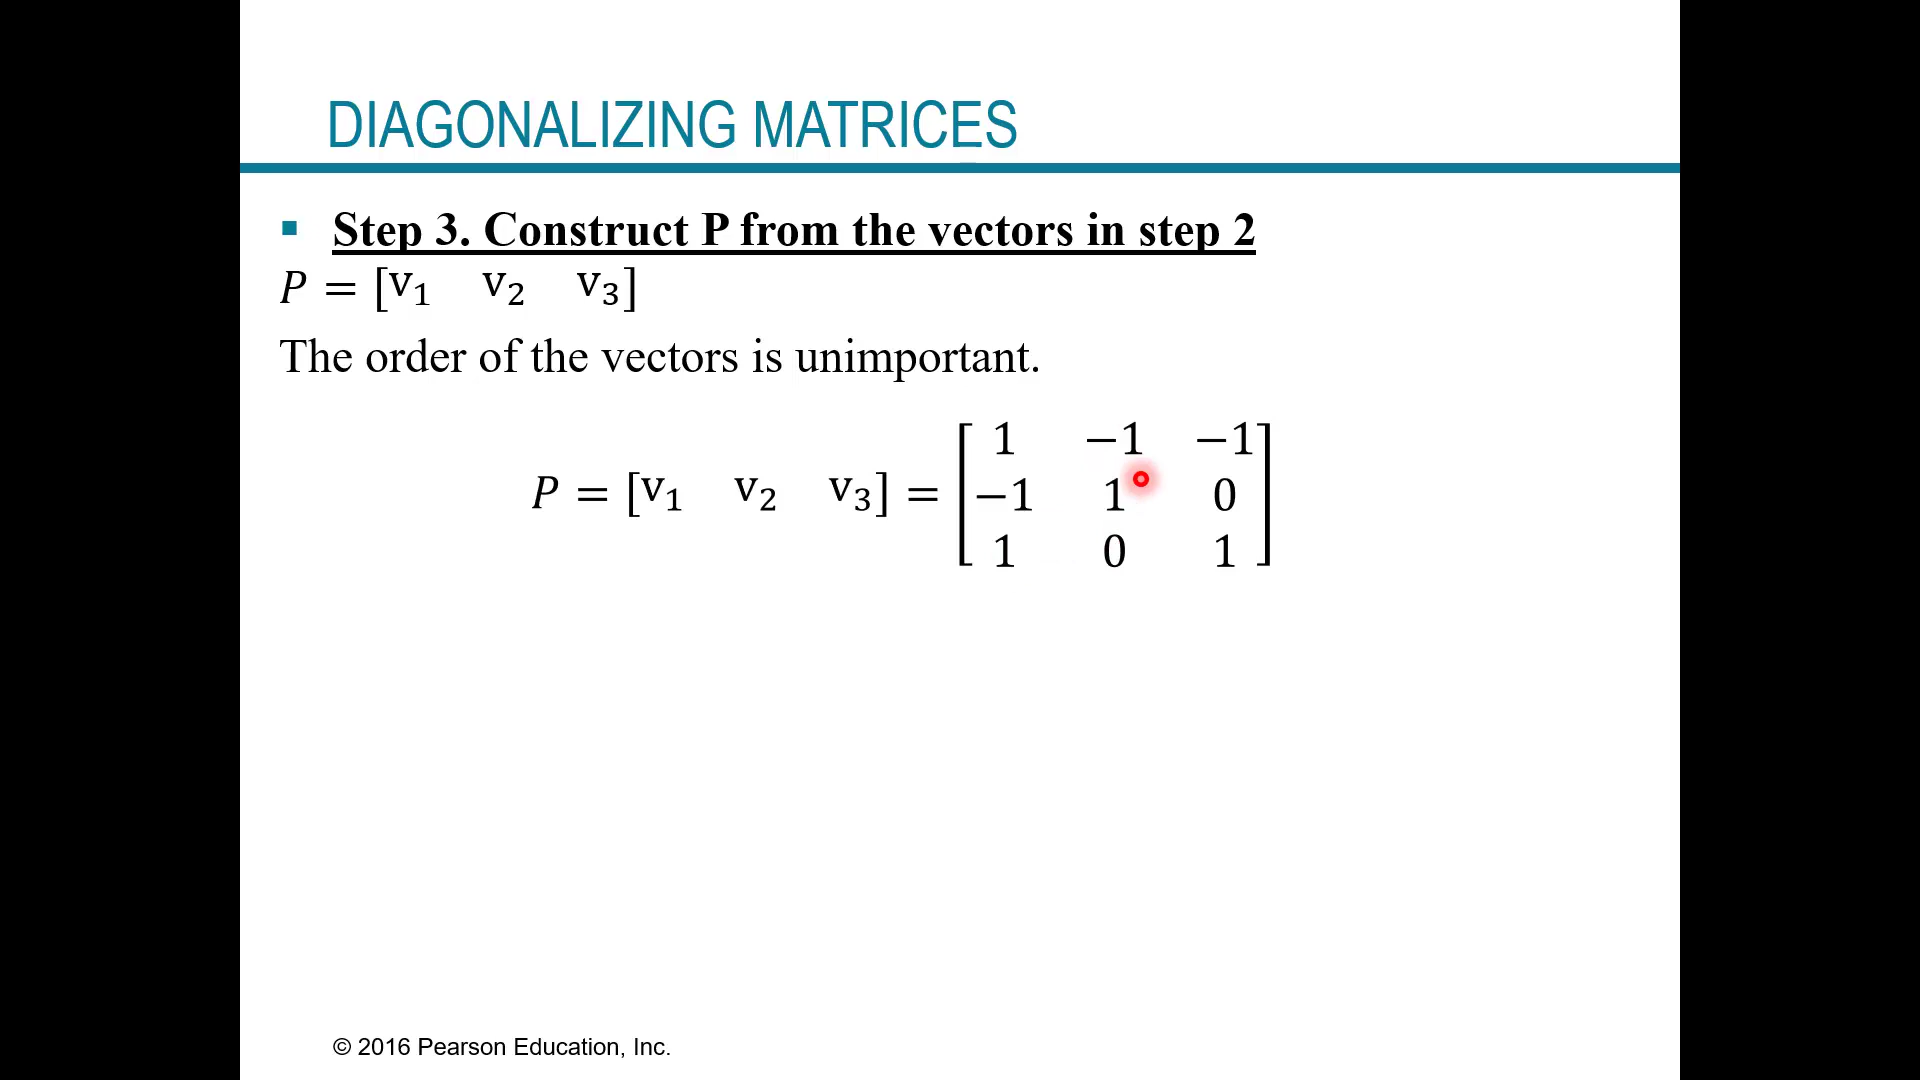 DIAGONALIZING MATRICES
▪ Step 3. Construct P from the vectors in step 2
P = [v₁ v₂ v₃]
The order of the vectors is unimportant.
P = [v₁ v₂ v₃] = [1 −1 −1
−1 1 0
1 0 1]
© 2016 Pearson Education, Inc.